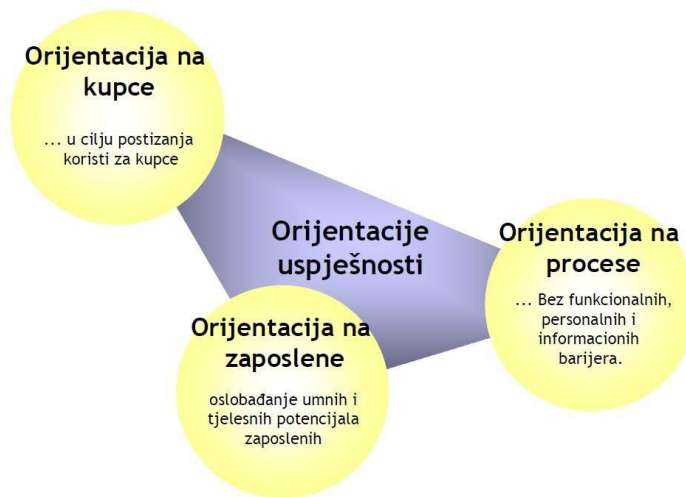 Orijentacija na
kupce
... u cilju postizanja
koristi za kupce
Orijentacije
uspješnosti
Orijentacija na
procese
... Bez funkcionalnih,
personalnih i
informacionih
barijera.
Orijentacija na
zaposlene
oslobađanje umnih i
tjelesnih potencijala
zaposlenih